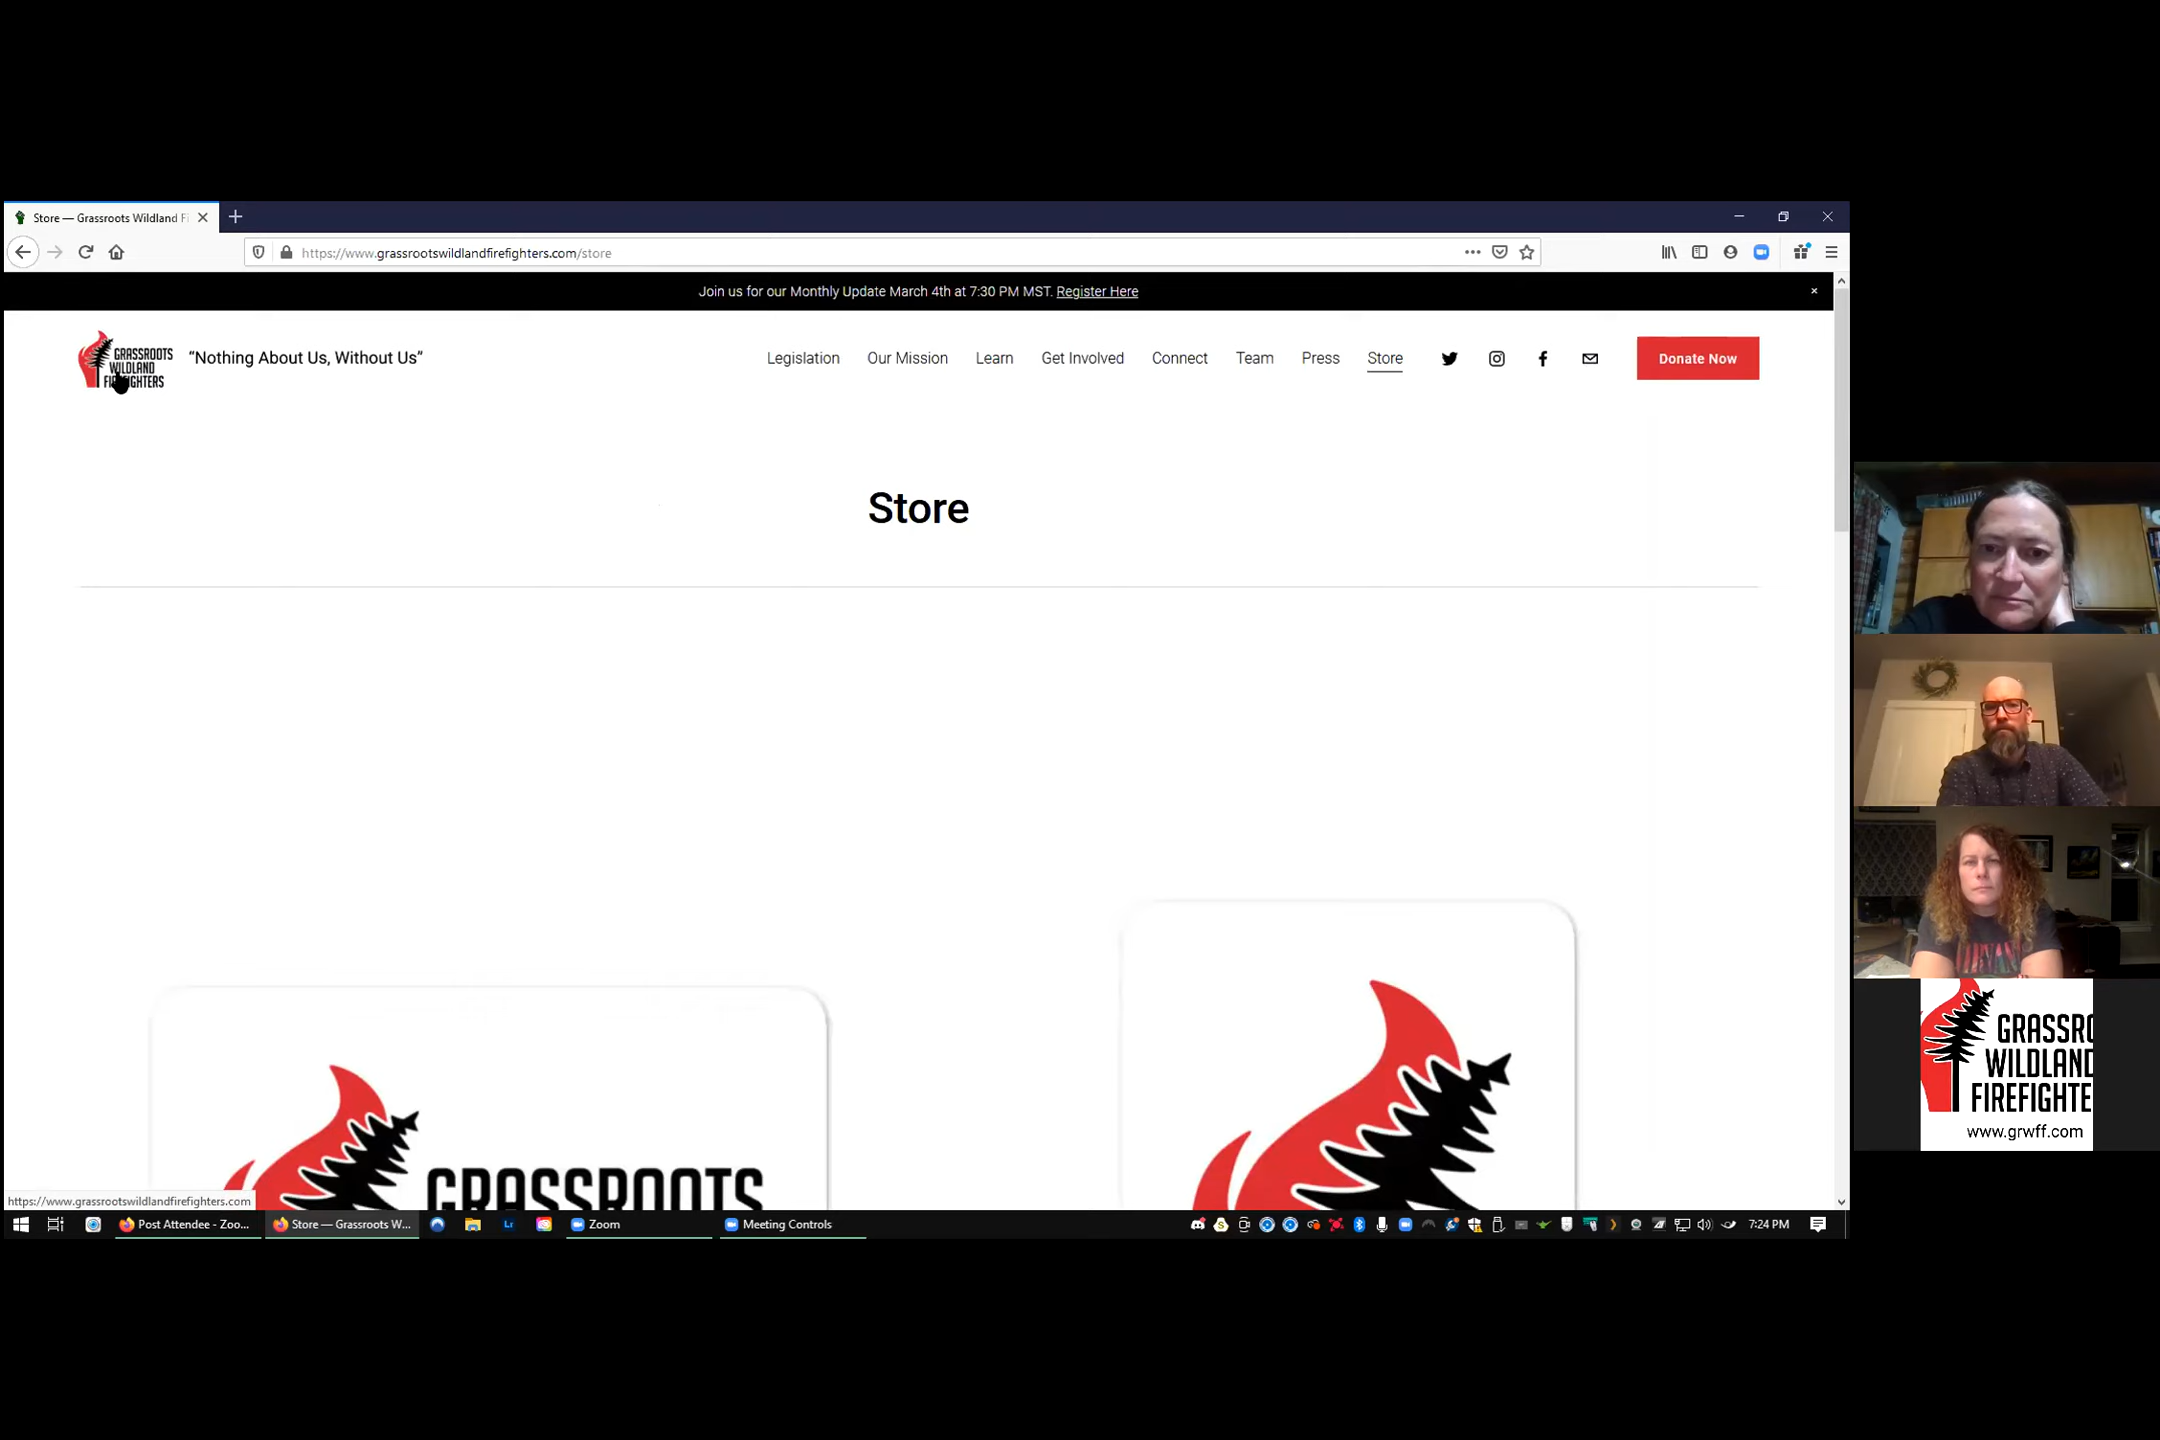 Store — Grassroots Wildland Fi
https://www.grassrootswildlandfirefighters.com/store
Join us for our Monthly Update March 4th at 7:30 PM MST. Register Here
GRASSROOTS
WILDLAND
FIREFIGHTERS
“Nothing About Us, Without Us”
Legislation
Our Mission
Learn
Get Involved
Connect
Team
Press
Store
Donate Now
Store
GRASSROOTS
GRASSRO
WILDLAND
FIREFIGHTE
www.grwff.com
https://www.grassrootswildlandfirefighters.com
Post Attendee - Zoo...
Store — Grassroots W...
Lr
Zoom
Meeting Controls
7:24 PM